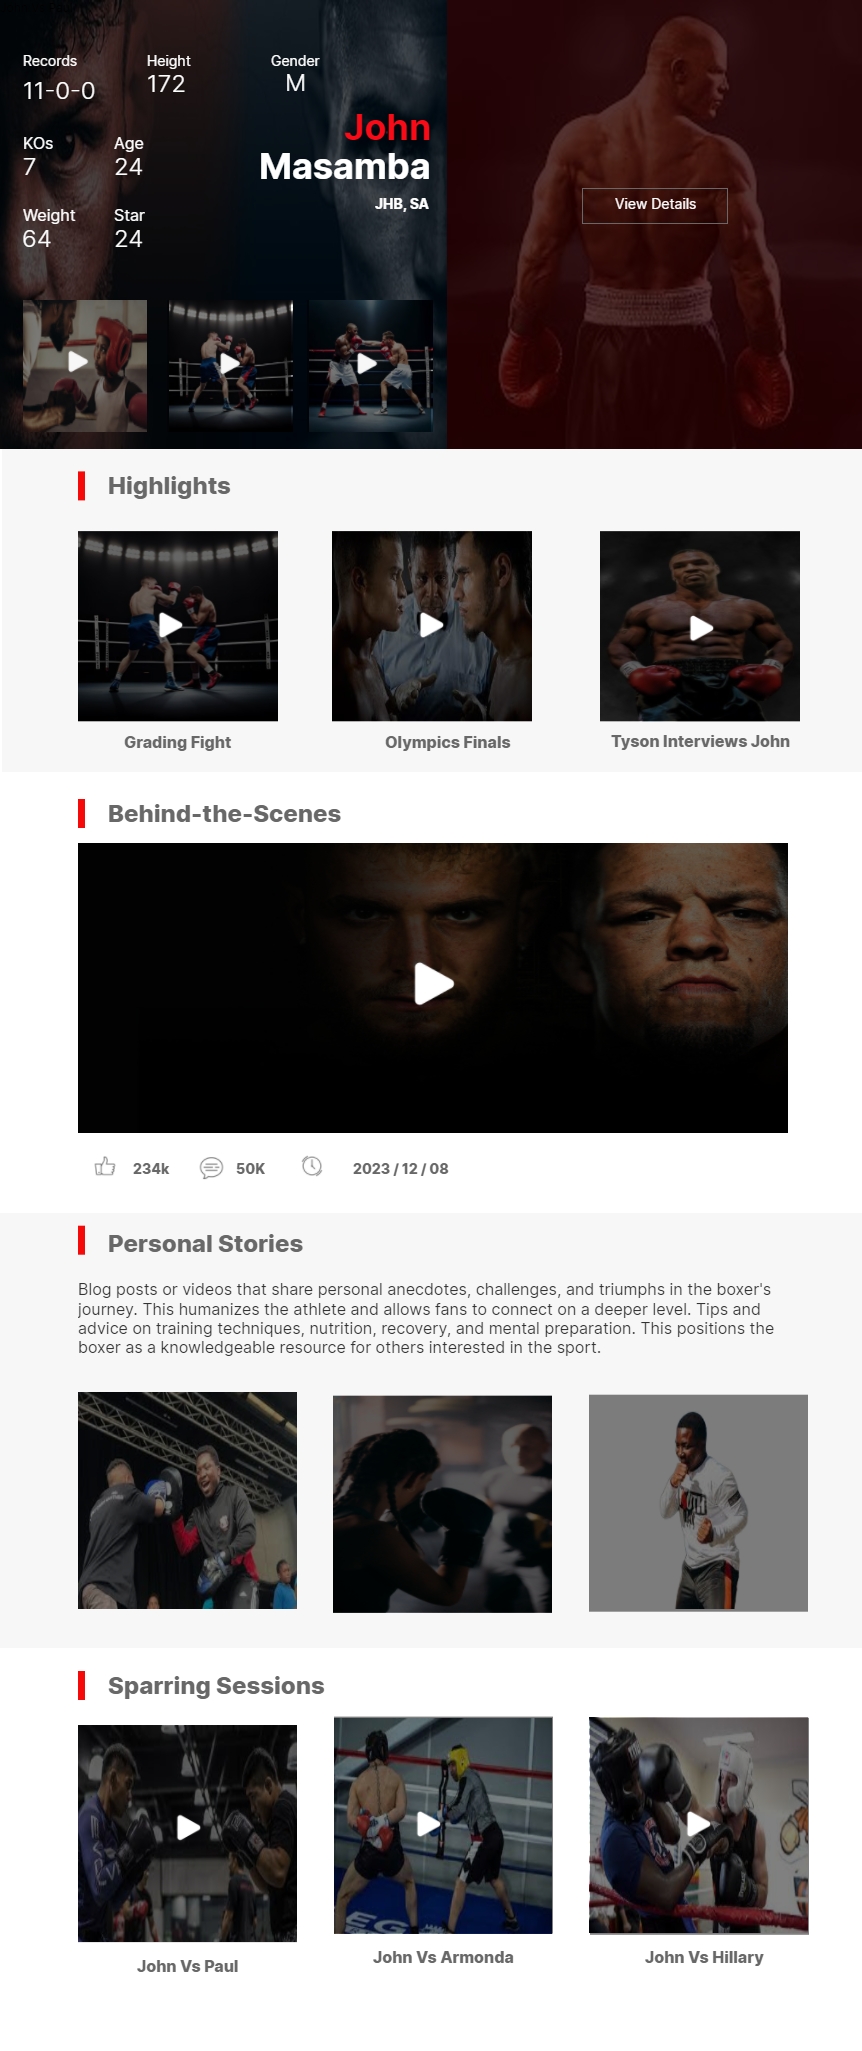 Records
11-0-0
Height
172
Gender
M
KOs
7
Age
24
John
Masamba
JHB, SA
Weight
64
Star
24
View Details
Highlights
Grading Fight
Olympics Finals
Tyson Interviews John
Behind-the-Scenes
234k
50K
2023 / 12 / 08
Personal Stories
Blog posts or videos that share personal anecdotes, challenges, and triumphs in the boxer's
journey. This humanizes the athlete and allows fans to connect on a deeper level. Tips and
advice on training techniques, nutrition, recovery, and mental preparation. This positions the
boxer as a knowledgeable resource for others interested in the sport.
Sparring Sessions
EG
John Vs Paul
John Vs Armonda
John Vs Hillary